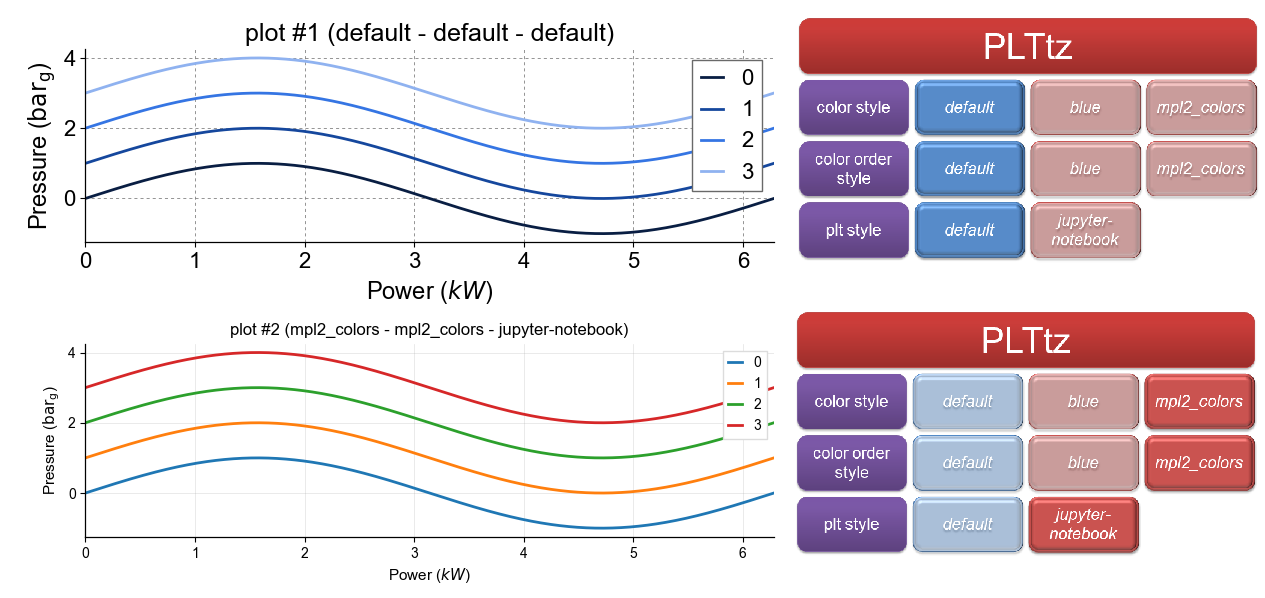 plot #1 (default - default - default)
Pressure (bar_g)
4
2
0
0 1 2 3 4 5 6
Power (kW)
0
1
2
3
PLTtz
color style default blue mpl2_colors
color order
style
default blue mpl2_colors
plt style default jupyter-
notebook
plot #2 (mpl2_colors - mpl2_colors - jupyter-notebook)
Pressure (bar_g)
4
2
0
0 1 2 3 4 5 6
Power (kW)
0
1
2
3
PLTtz
color style default blue mpl2_colors
color order
style
default blue mpl2_colors
plt style default jupyter-
notebook